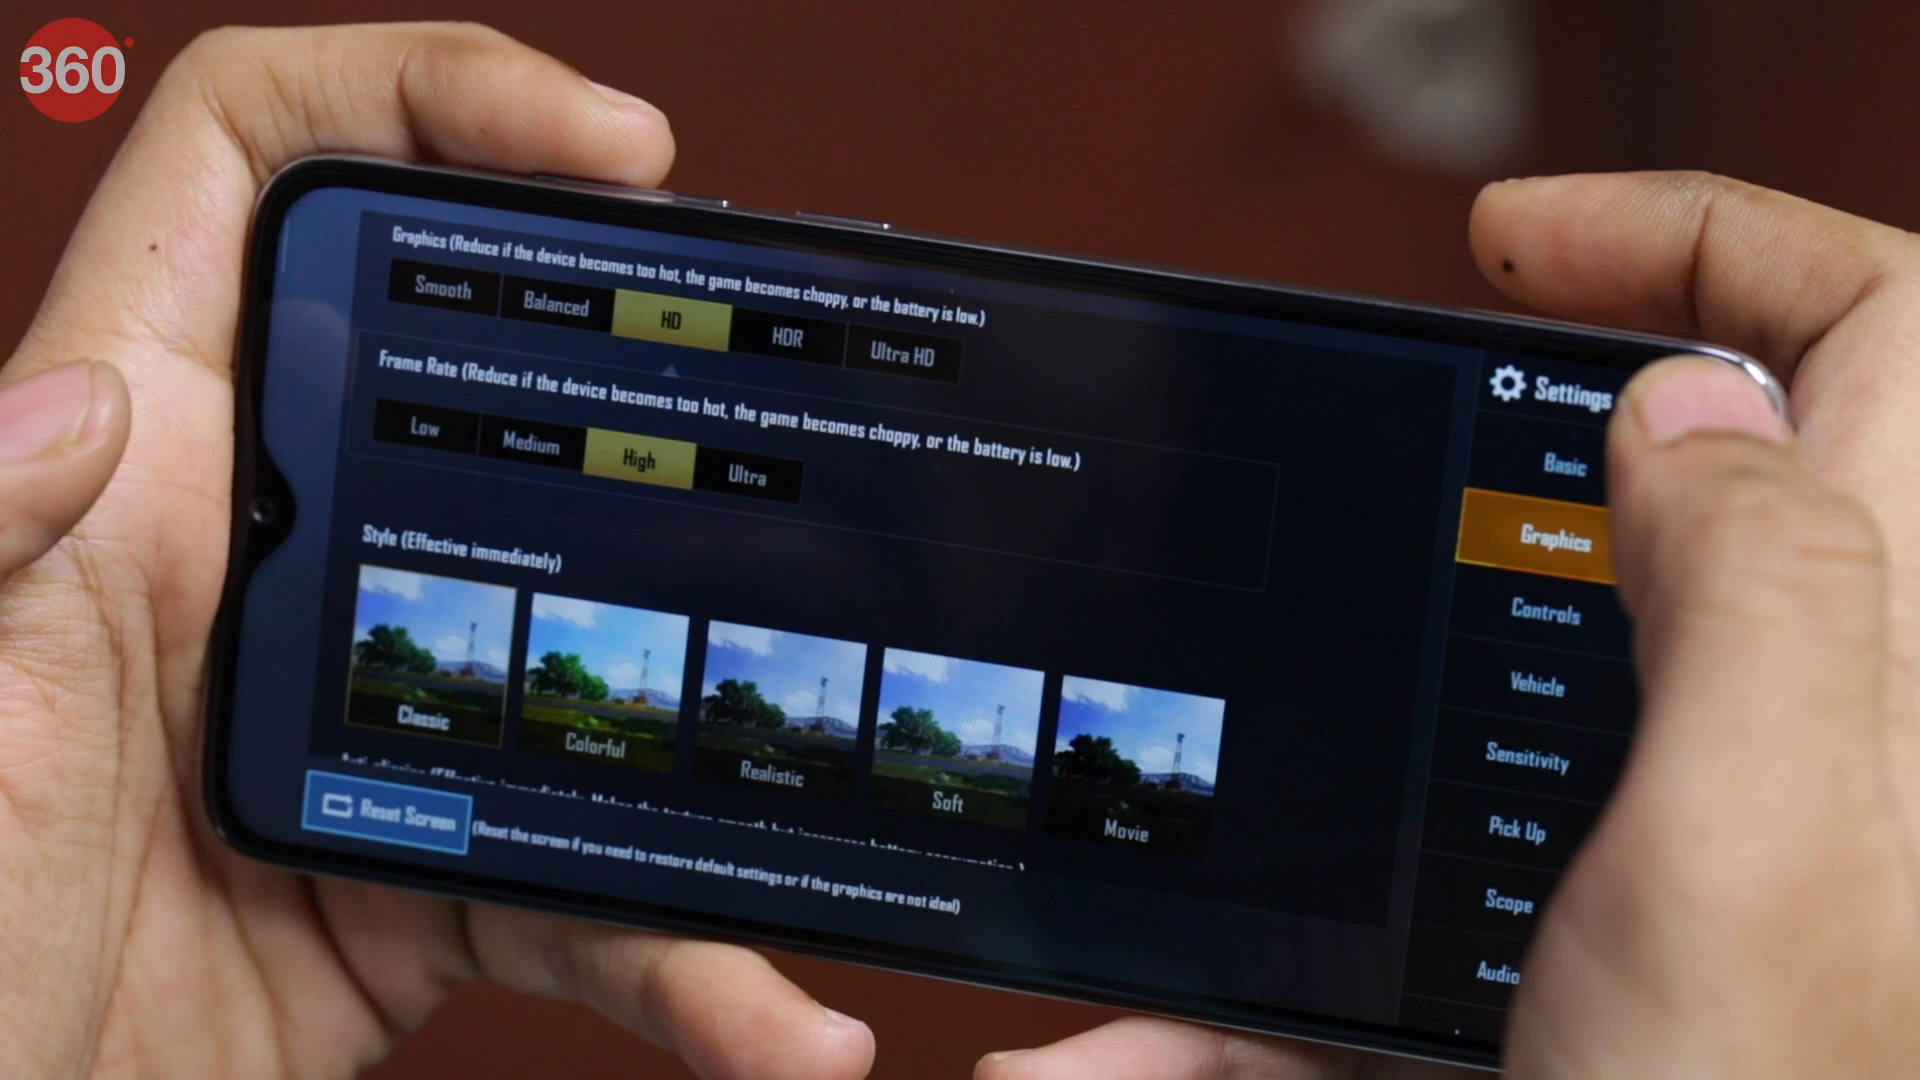 360
Graphics (Reduce if the device becomes too hot, the game becomes choppy, or the battery is low.)
Smooth Balanced HD HDR Ultra HD
Frame Rate (Reduce if the device becomes too hot, the game becomes choppy, or the battery is low.)
Low Medium High Ultra
Style (Effective immediately)
Classic Colorful Realistic Soft Movie
Reset Screen (Reset the screen if you need to restore default settings or if the graphics are not ideal)
Settings
Basic
Graphics
Controls
Vehicle
Sensitivity
Pick Up
Scope
Audio